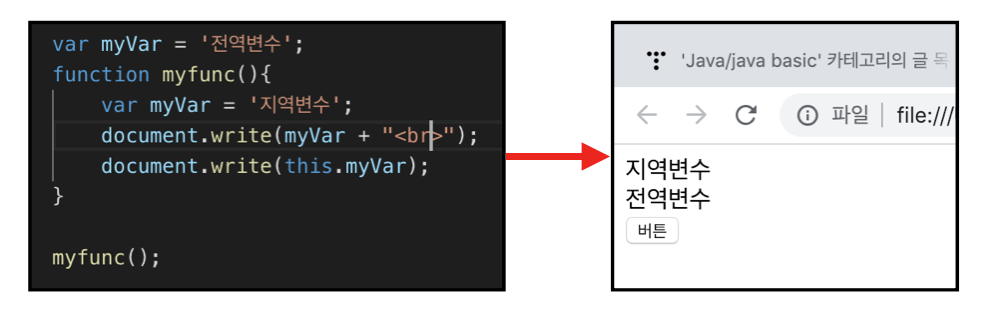 var myVar = '전역변수';
function myfunc(){
var myVar = '지역변수';
document.write(myVar + "<br>");
document.write(this.myVar);
}
myfunc();
'Java/java basic' 카테고리의 글 목
파일 | file:///
지역변수
전역변수
버튼